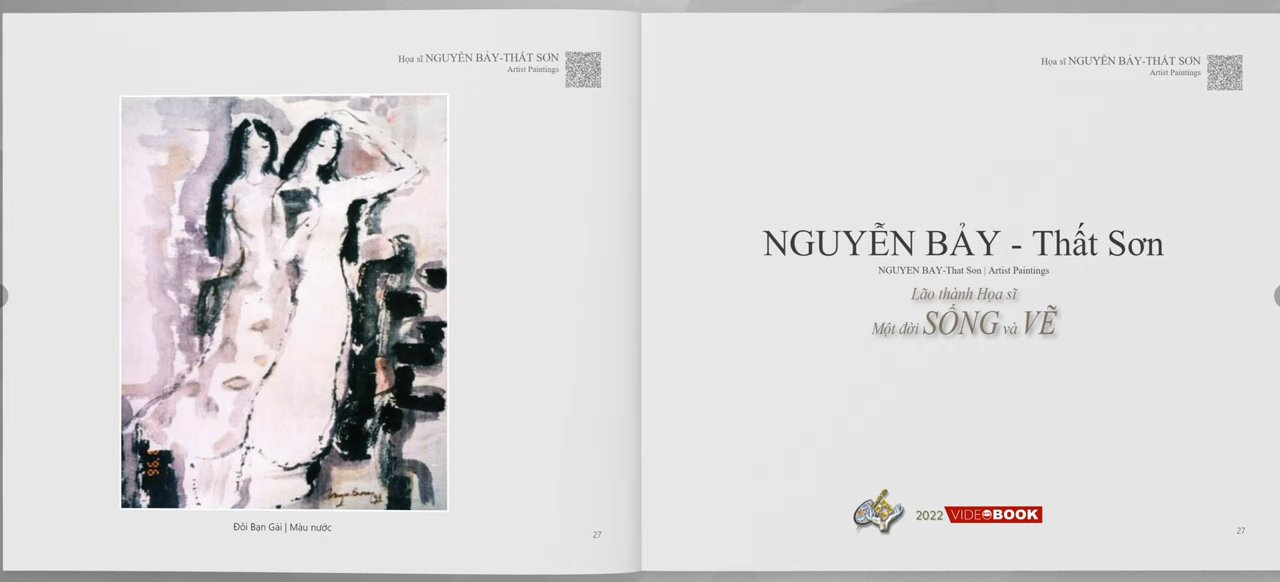 Họa sĩ NGUYỄN BẢY-THẤT SƠN
Artist Paintings
Đôi Bạn Gái | Màu nước
27
Họa sĩ NGUYỄN BẢY-THẤT SƠN
Artist Paintings
NGUYỄN BẢY - Thất Sơn
NGUYEN BAY-That Son | Artist Paintings
Lão thành Họa sĩ
Một đời SỐNG và VẼ
2022 VIDEOBOOK
27